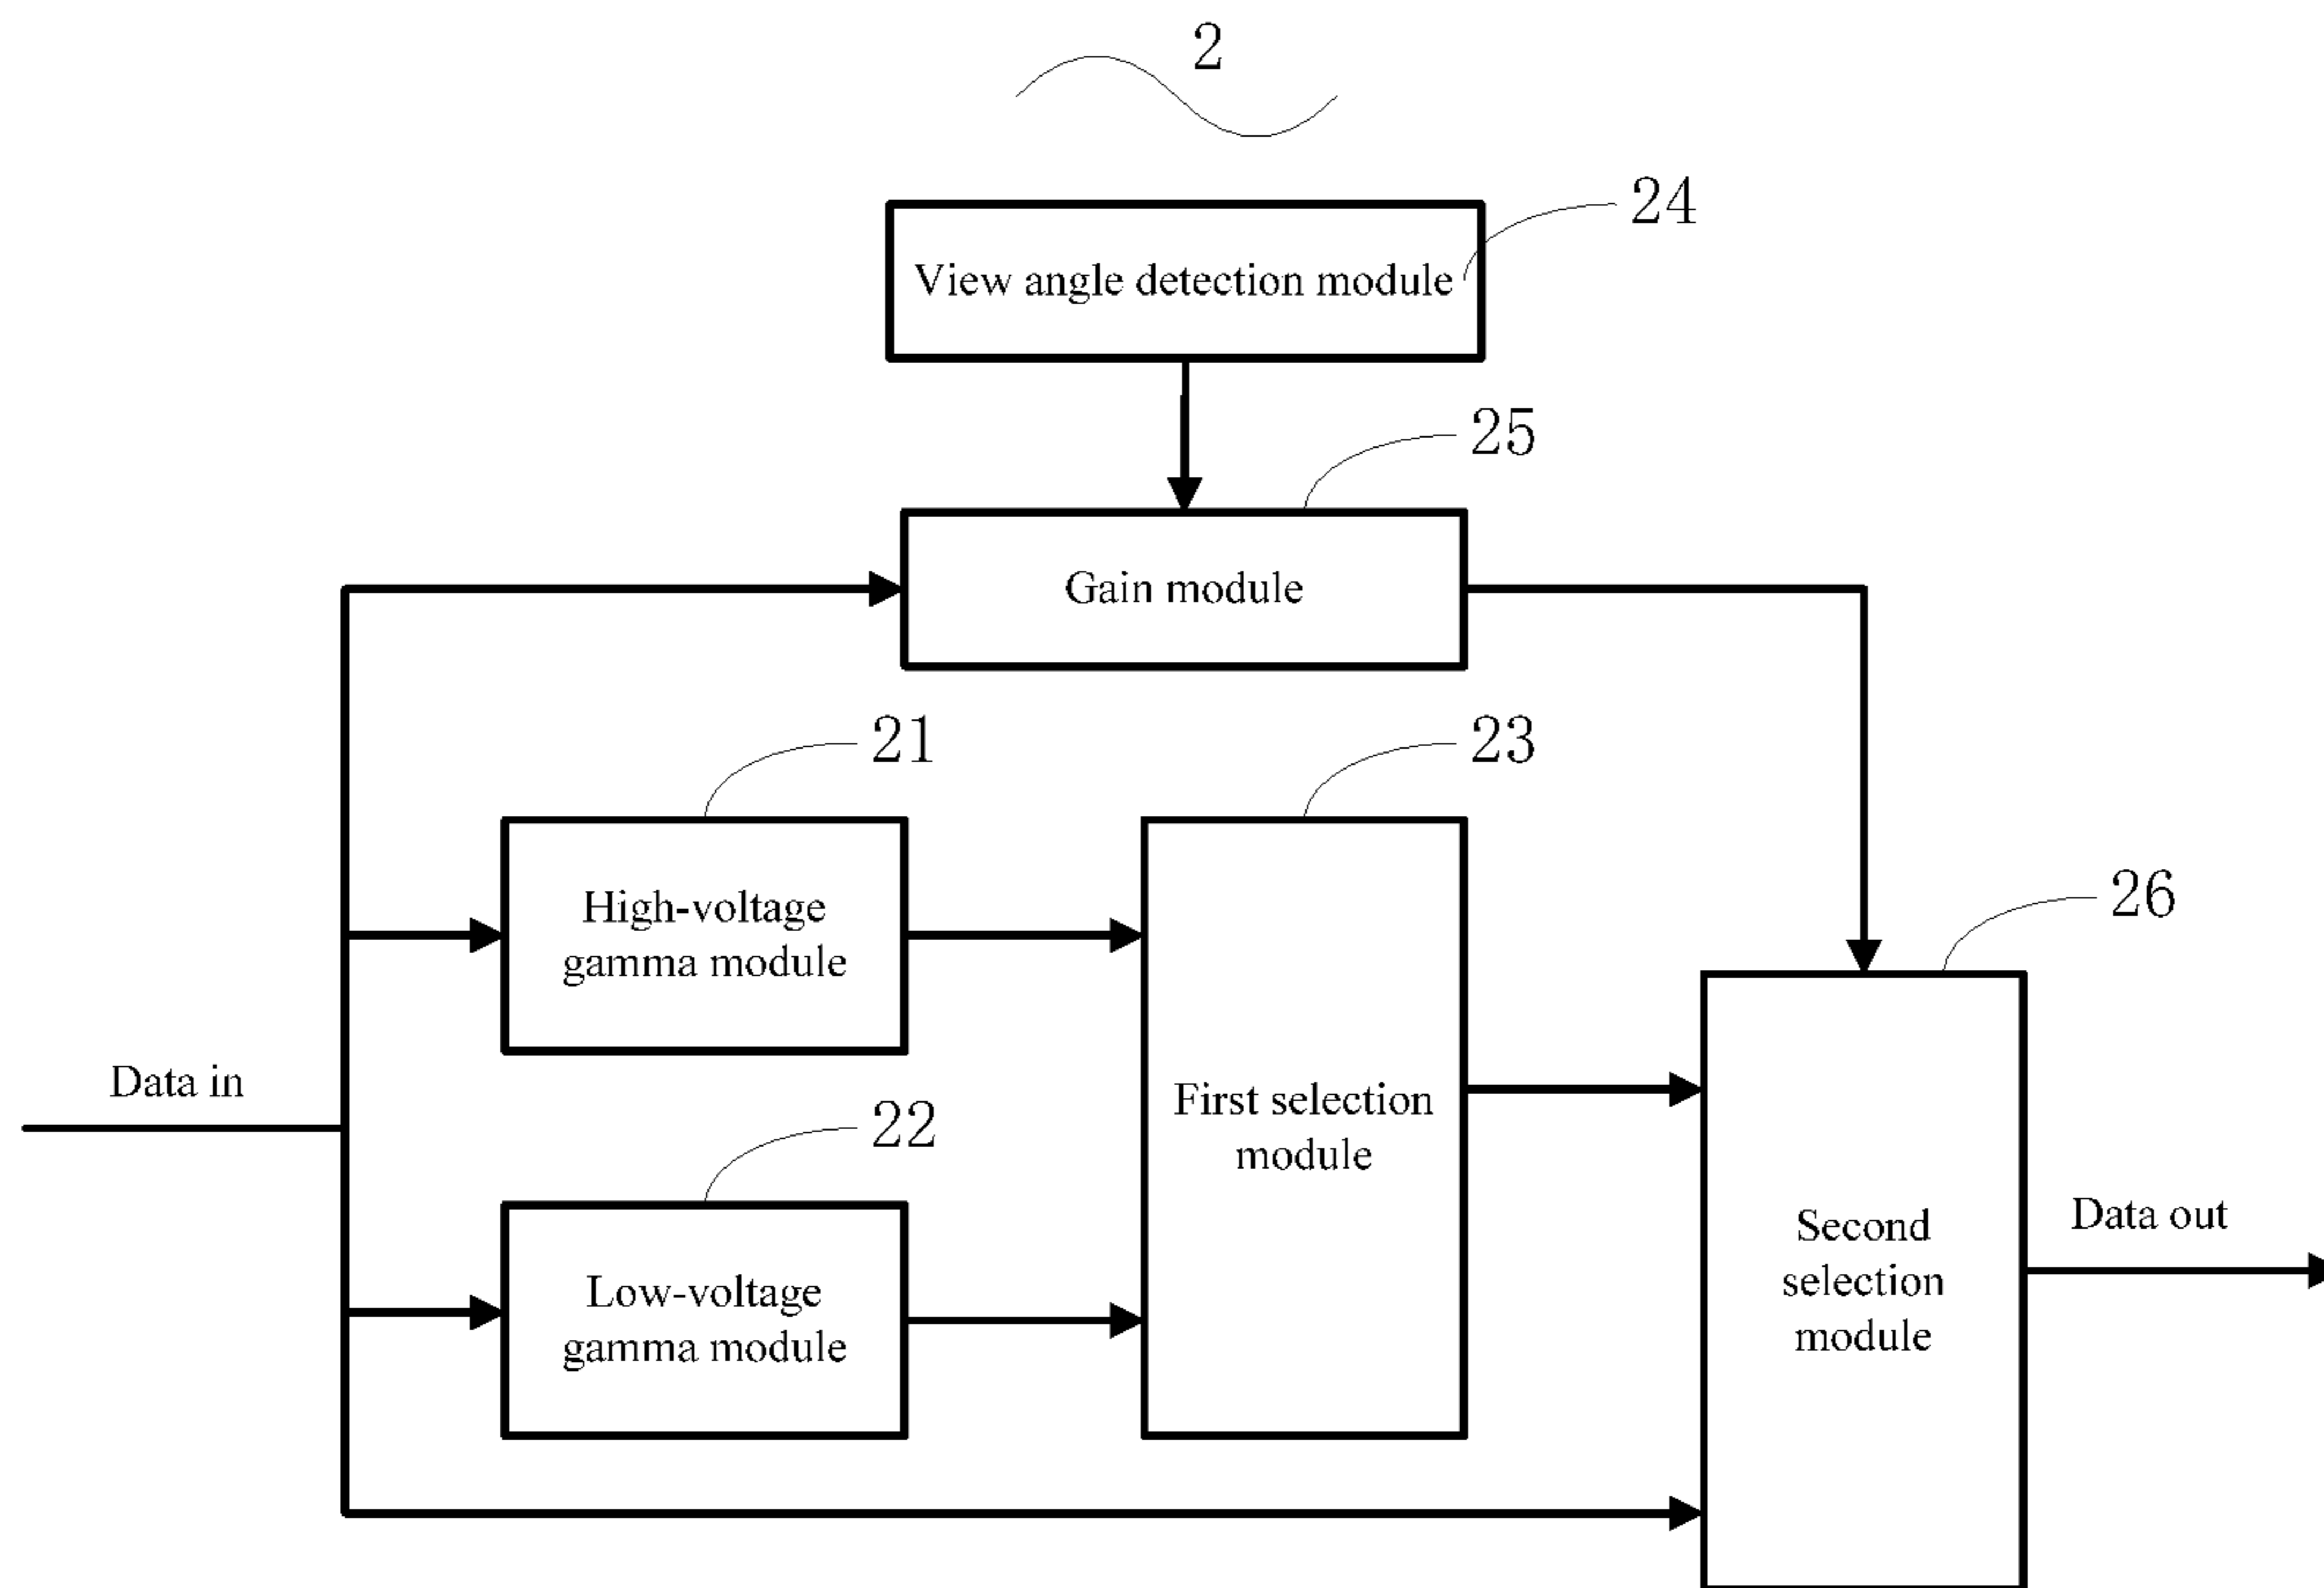 2
24
View angle detection module
25
Gain module
21
23
High-voltage
gamma module
26
Data in
22
First selection
module
Low-voltage
gamma module
Second
selection
module
Data out